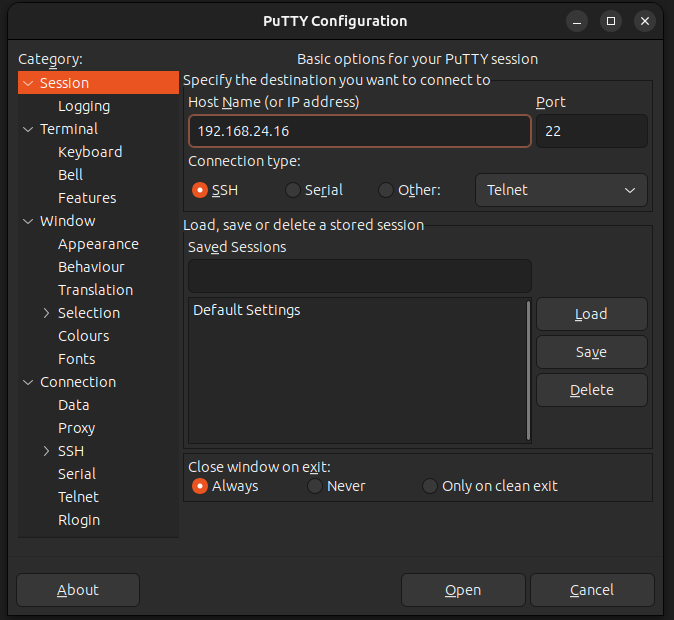 PuTTY Configuration
Category:
Session
Logging
Terminal
Keyboard
Bell
Features
Window
Appearance
Behaviour
Translation
Selection
Colours
Fonts
Connection
Data
Proxy
SSH
Serial
Telnet
Rlogin
Basic options for your PuTTY session
Specify the destination you want to connect to
Host Name (or IP address) Port
192.168.24.16 22
Connection type:
SSH Serial Other: Telnet
Load, save or delete a stored session
Saved Sessions
Default Settings
Load
Save
Delete
Close window on exit:
Always Never Only on clean exit
About Open Cancel